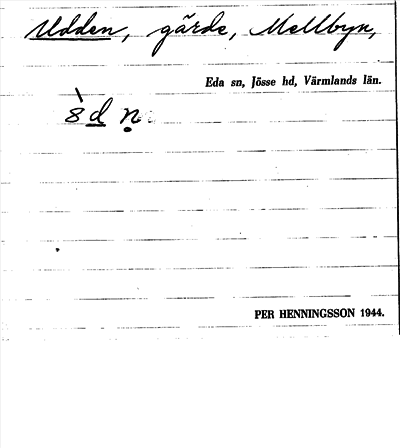 Udden, gärde, Mellbyn,
Eda sn, Jösse hd, Värmlands län.
PER HENNINGSSON 1944.